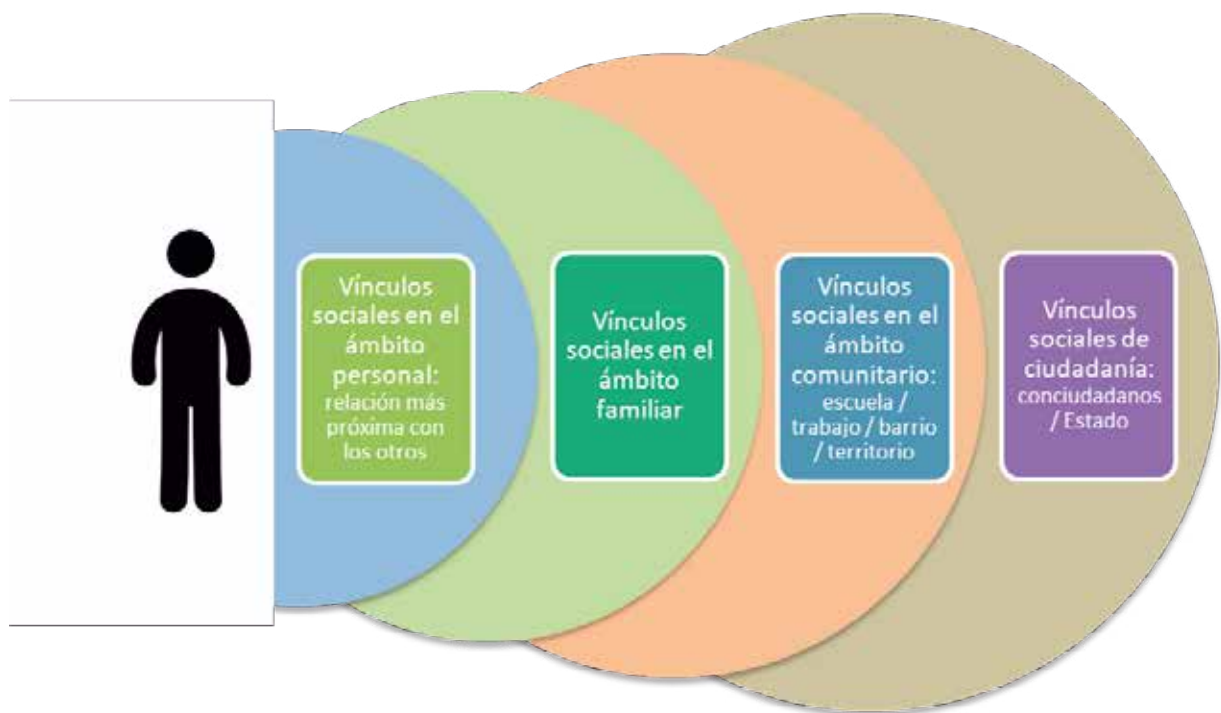 Vínculos
sociales en el
ámbito
personal:
relación más
próxima con
los otros
Vínculos
sociales en el
ámbito
familiar
Vínculos
sociales en el
ámbito
comunitario:
escuela /
trabajo / barrio
/ territorio
Vínculos
sociales de
ciudadanía:
conciudadanos
/ Estado